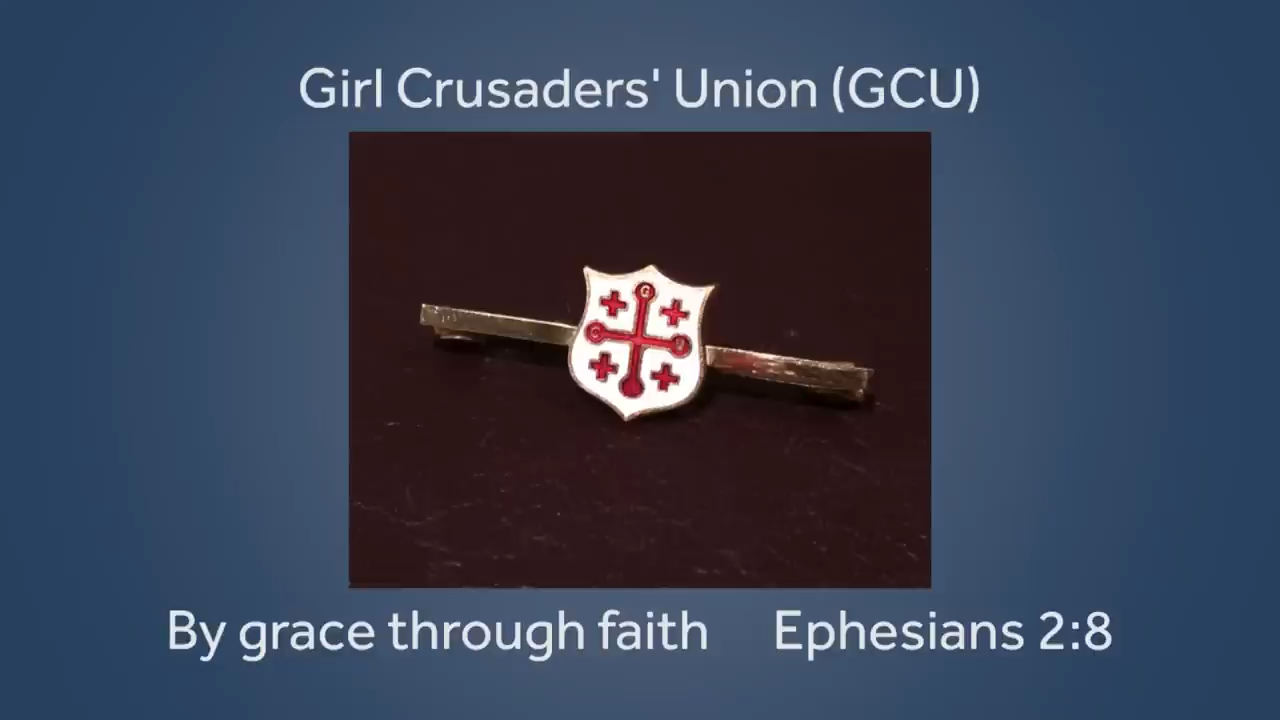 Girl Crusaders' Union (GCU)
G
By grace through faith Ephesians 2:8